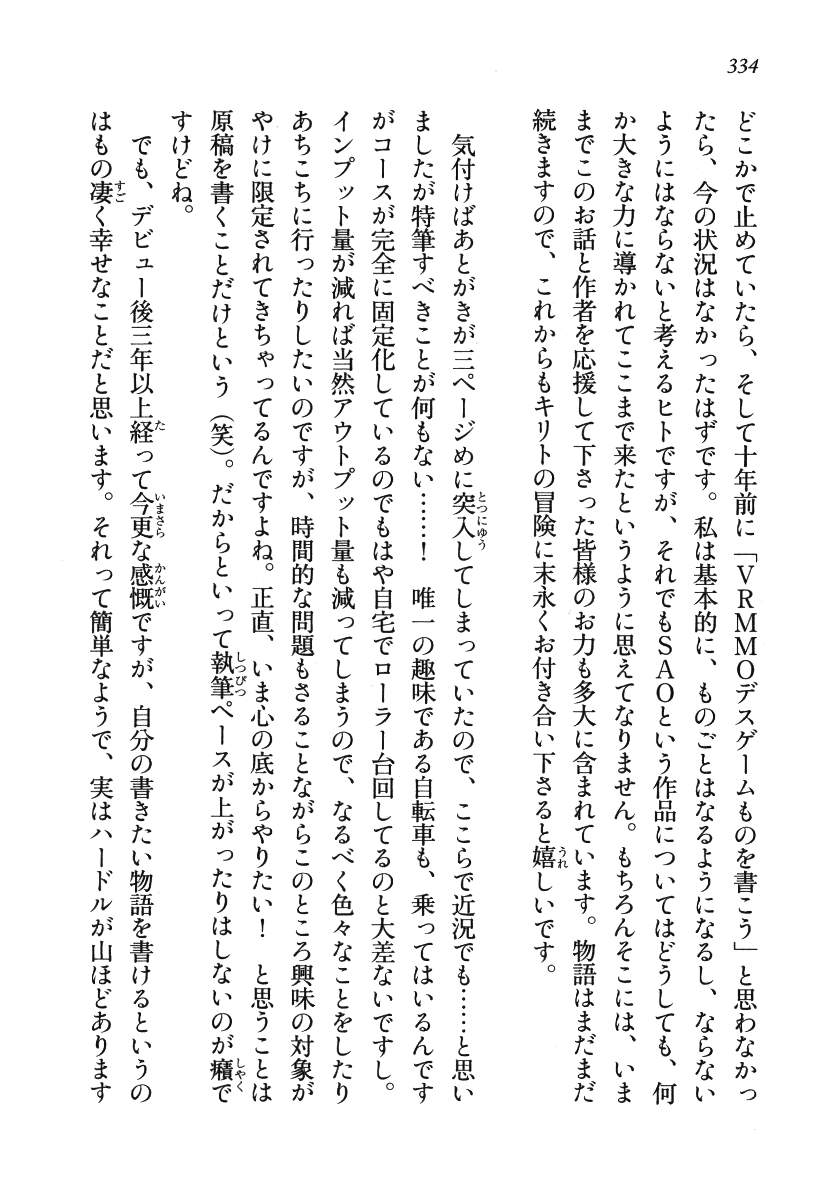 334
どこかで止めていたら、そして十年前に「VRMMOデスゲームものを書こう」と思わなかっ
たら、今の状況はなかったはずです。私は基本的に、ものごとはなるようになるし、ならない
ようにはならないと考えるヒトですが、それでもSAOという作品についてはどうしても、何
か大きな力に導かれてここまで来たというように思えてなりません。もちろんそこには、いま
までこのお話と作者を応援して下さった皆様のお力も多大に含まれています。物語はまだまだ
続きますので、これからもキリトの冒険に末永くお付き合い下さると嬉しいです。
気付けばあとがきが三ページめに突入してしまっていたので、ここらで近況でも……と思い
ましたが特筆すべきことが何もない……！　唯一の趣味である自転車も、乗ってはいるんです
がコースが完全に固定化しているのでもはや自宅でローラー台回してるのと大差ないですし。
インプット量が減れば当然アウトプット量も減ってしまうので、なるべく色々なことをしたり
あちこちに行ったりしたいのですが、時間的な問題もさることながらこのところ興味の対象が
やけに限定されてきちゃってるんですよね。正直、いま心の底からやりたい！　と思うことは
原稿を書くことだけという（笑）。だからといって執筆ペースが上がったりはしないのが癪で
すけどね。
でも、デビュー後三年以上経って今更な感慨ですが、自分の書きたい物語を書けるというの
はもの凄く幸せなことだと思います。それって簡単なようで、実はハードルが山ほどあります